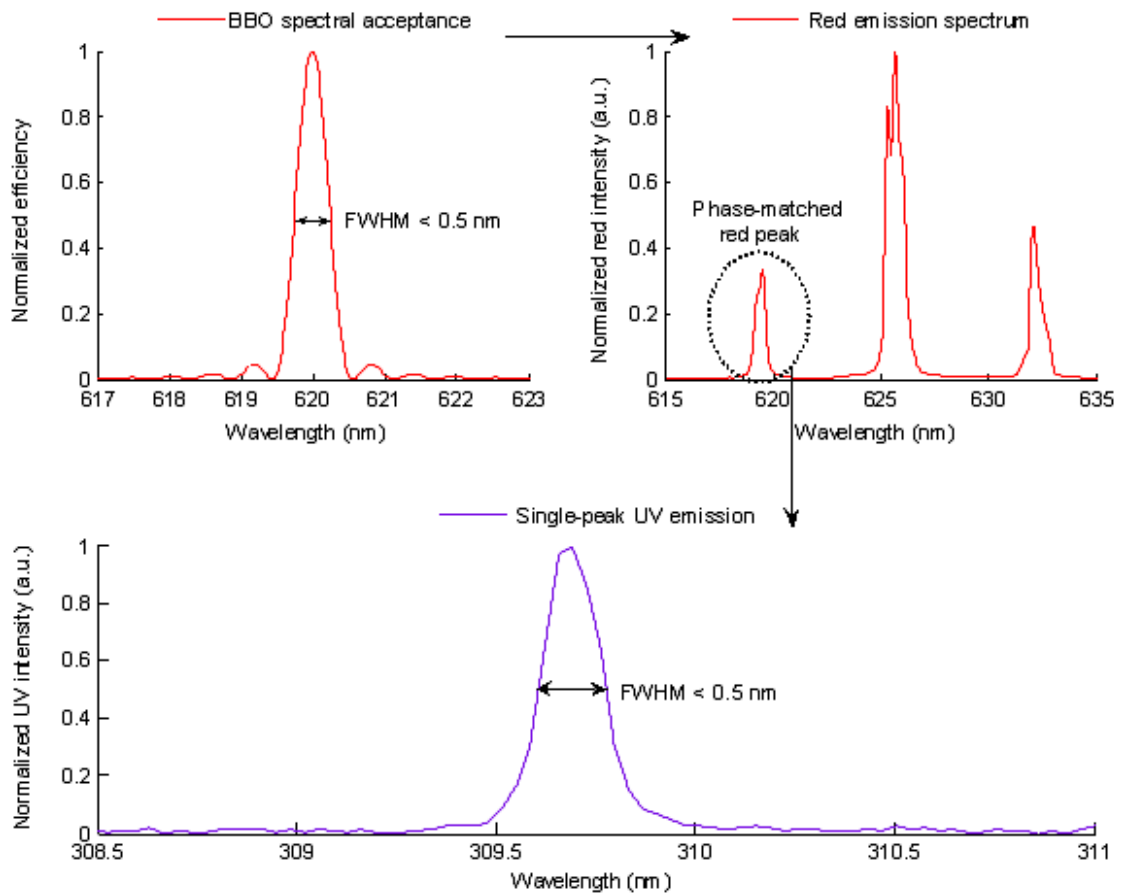 BBO spectral acceptance
Normalized efficiency
1
0.8
0.6
0.4
0.2
0
FWHM < 0.5 nm
617 618 619 620 621 622 623
Wavelength (nm)
Red emission spectrum
Normalized red intensity (a.u.)
1
0.8
0.6
0.4
0.2
0
Phase-matched
red peak
615 620 625 630 635
Wavelength (nm)
Single-peak UV emission
Normalized UV intensity (a.u.)
1
0.8
0.6
0.4
0.2
0
FWHM < 0.5 nm
308.5 309 309.5 310 310.5 311
Wavelength (nm)